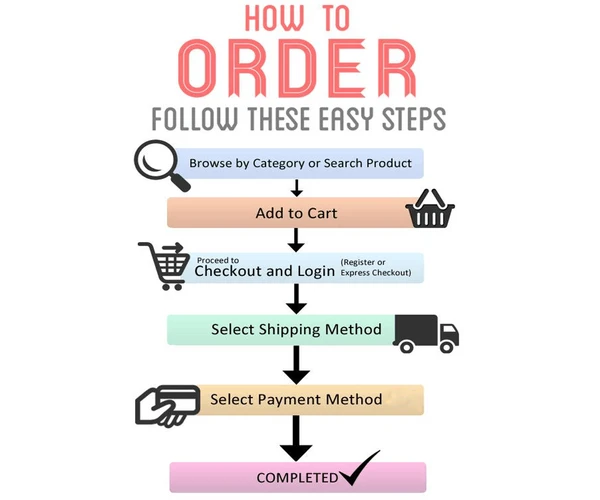 HOW TO
ORDER
FOLLOW THESE EASY STEPS
Browse by Category or Search Product
Add to Cart
Proceed to
Checkout and Login
(Register or
Express Checkout)
Select Shipping Method
Select Payment Method
COMPLETED